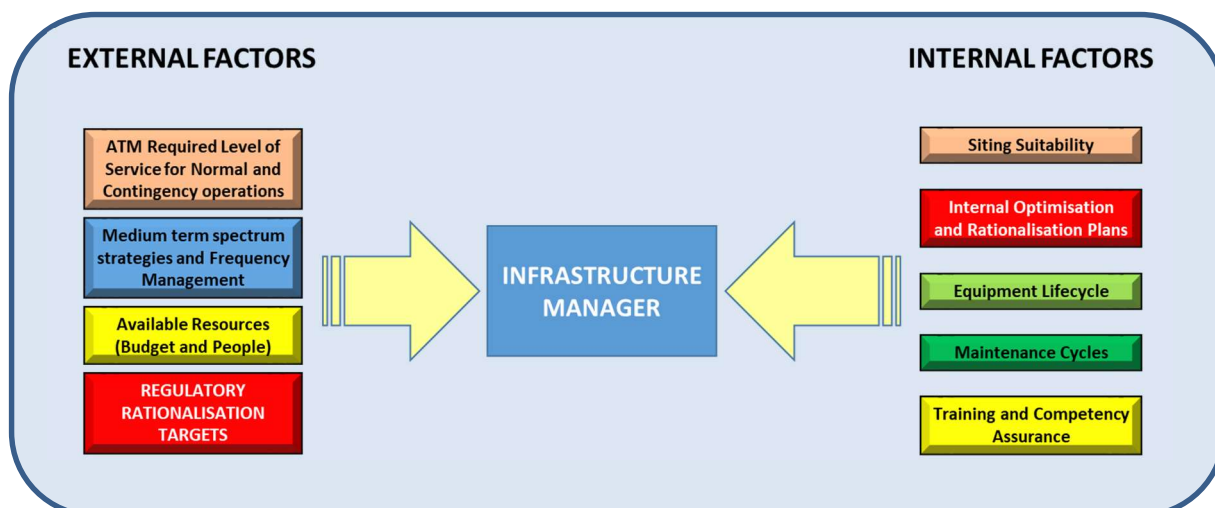 EXTERNAL FACTORS
ATM Required Level of
Service for Normal and
Contingency operations
Medium term spectrum
strategies and Frequency
Management
Available Resources
(Budget and People)
REGULATORY
RATIONALISATION
TARGETS
INFRASTRUCTURE
MANAGER
INTERNAL FACTORS
Siting Suitability
Internal Optimisation
and Rationalisation Plans
Equipment Lifecycle
Maintenance Cycles
Training and Competency
Assurance